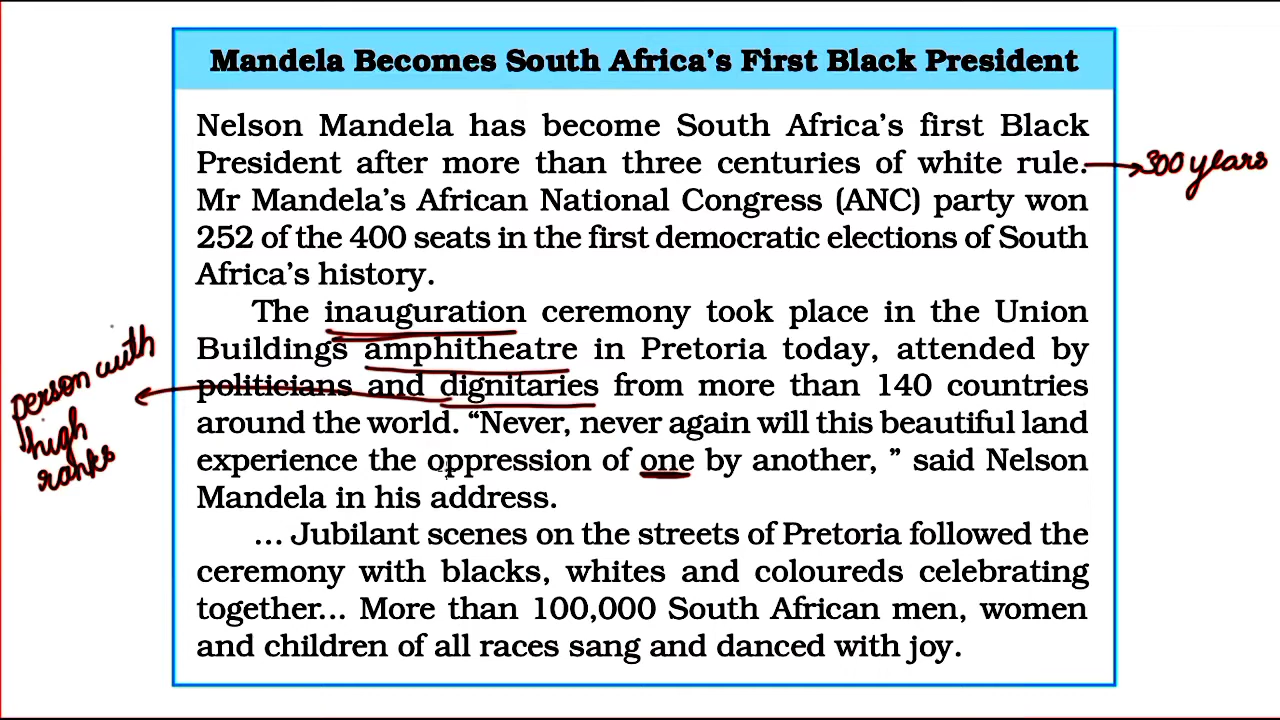 Mandela Becomes South Africa's First Black President
Nelson Mandela has become South Africa's first Black
President after more than three centuries of white rule.
300 years
Mr Mandela's African National Congress (ANC) party won
252 of the 400 seats in the first democratic elections of South
Africa's history.
The inauguration ceremony took place in the Union
Buildings amphitheatre in Pretoria today, attended by
politicians and dignitaries from more than 140 countries
person with
high
ranks
around the world. “Never, never again will this beautiful land
experience the oppression of one by another, ” said Nelson
Mandela in his address.
... Jubilant scenes on the streets of Pretoria followed the
ceremony with blacks, whites and coloureds celebrating
together... More than 100,000 South African men, women
and children of all races sang and danced with joy.